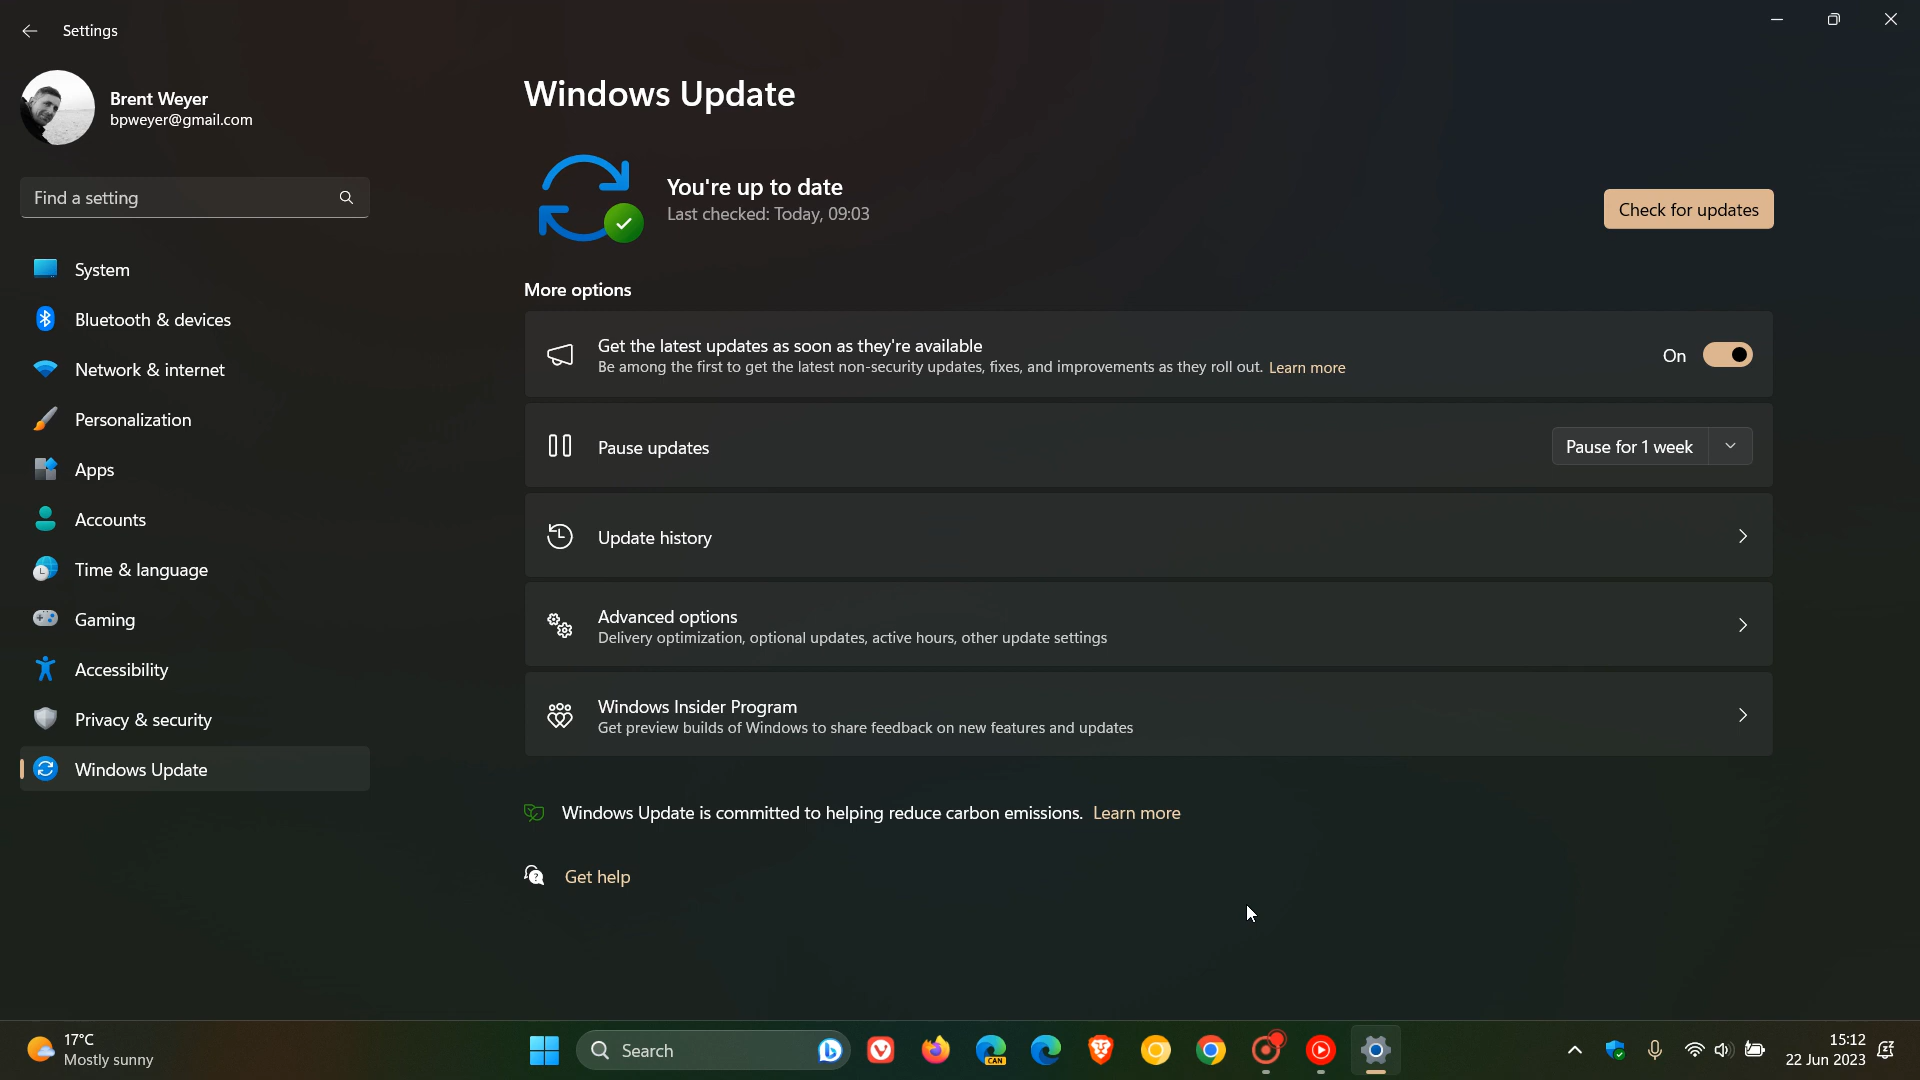 Settings
Brent Weyer
bpweyer@gmail.com
Find a setting
System
Bluetooth & devices
Network & internet
Personalization
Apps
Accounts
Time & language
Gaming
Accessibility
Privacy & security
Windows Update
Windows Update
You're up to date
Last checked: Today, 09:03
Check for updates
More options
Get the latest updates as soon as they're available
Be among the first to get the latest non-security updates, fixes, and improvements as they roll out. Learn more
On
Pause updates
Pause for 1 week
Update history
Advanced options
Delivery optimization, optional updates, active hours, other update settings
Windows Insider Program
Get preview builds of Windows to share feedback on new features and updates
Windows Update is committed to helping reduce carbon emissions. Learn more
Get help
17°C
Mostly sunny
Search
CAN
15:12
22 Jun 2023